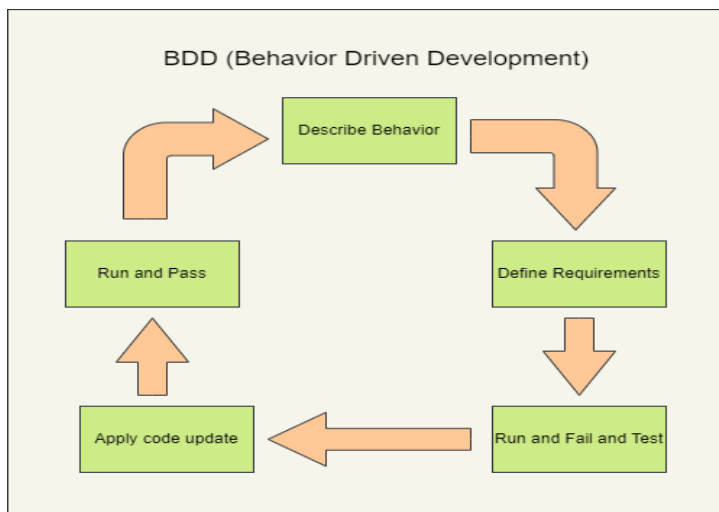 BDD (Behavior Driven Development)
Describe Behavior
Define Requirements
Run and Fail and Test
Apply code update
Run and Pass